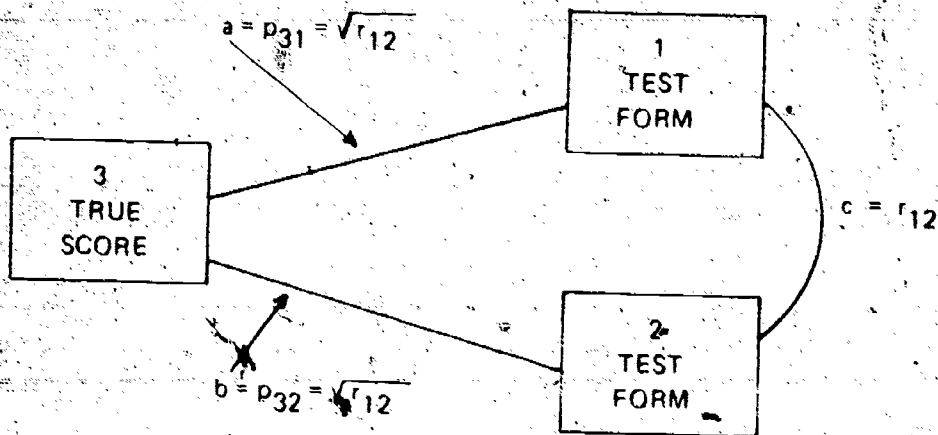 a = p₃₁ = √r₁₂
1
TEST
FORM
3
TRUE
SCORE
c = r₁₂
2
TEST
FORM
b = p₃₂ = √r₁₂